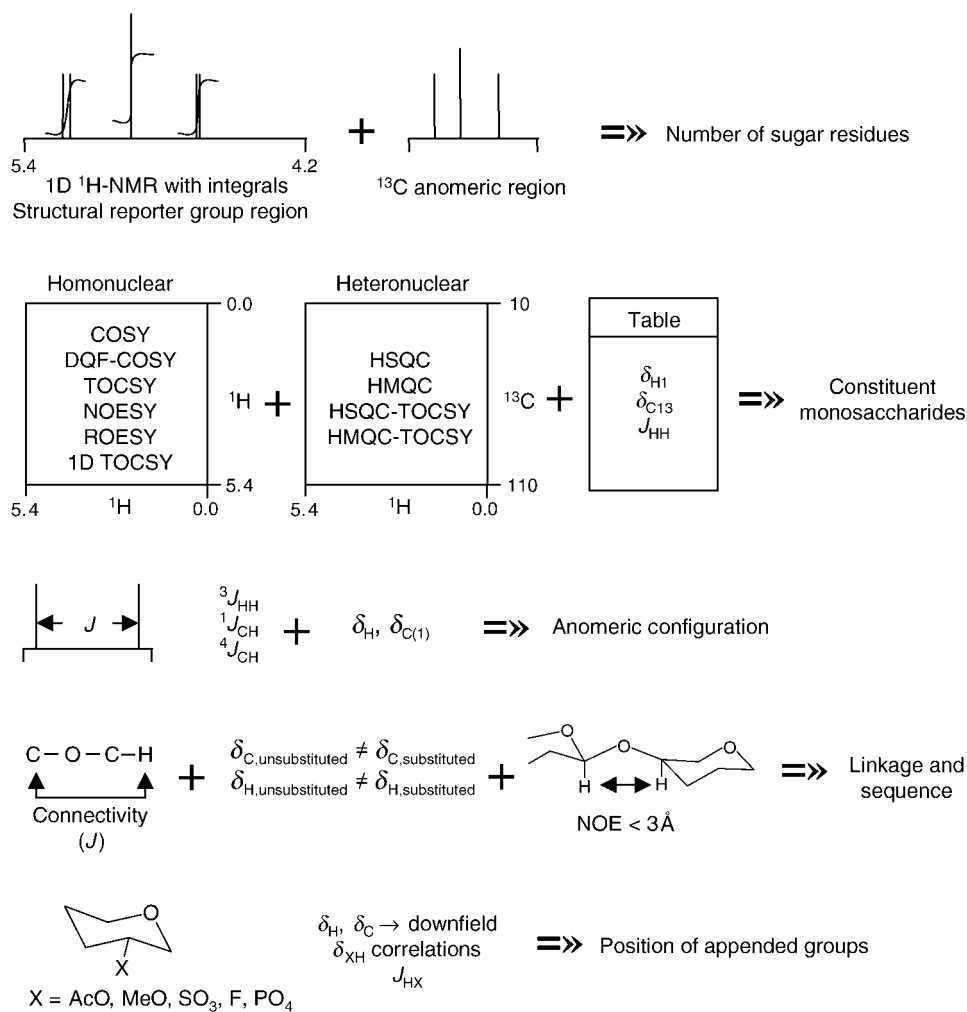 5.4 4.2
1D ¹H-NMR with integrals
Structural reporter group region
+
¹³C anomeric region
=» Number of sugar residues
Homonuclear
COSY
DQF-COSY
TOCSY
NOESY
ROESY
1D TOCSY
0.0
¹H
5.4
5.4 ¹H 0.0
+
Heteronuclear
HSQC
HMQC
HSQC-TOCSY
HMQC-TOCSY
10
¹³C
110
5.4 ¹H 0.0
+
Table
δH1
δC13
JHH
=» Constituent
monosaccharides
J
³JHH
¹JCH
⁴JCH
+ δH, δC(1) =» Anomeric configuration
C–O–C–H
Connectivity
(J)
+
δC,unsubstituted ≠ δC,substituted
δH,unsubstituted ≠ δH,substituted
+
O O O
H H
NOE < 3Å
=» Linkage and
sequence
O
X
X = AcO, MeO, SO₃, F, PO₄
δH, δC → downfield
δXH correlations
JHX
=» Position of appended groups